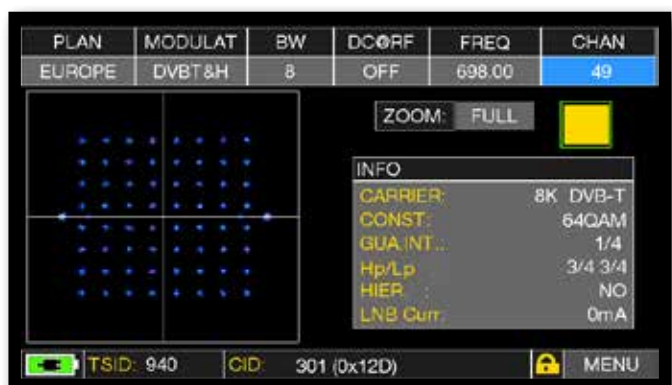 PLAN MODULAT BW DC@RF FREQ CHAN
EUROPE DVBT&H 8 OFF 698.00 49
ZOOM: FULL
INFO
CARRIER: 8K DVB-T
CONST: 64QAM
GUA.INT.: 1/4
Hp/Lp 3/4 3/4
HIER : NO
LNB Curr: 0mA
TSID: 940 CID: 301 (0x12D) MENU